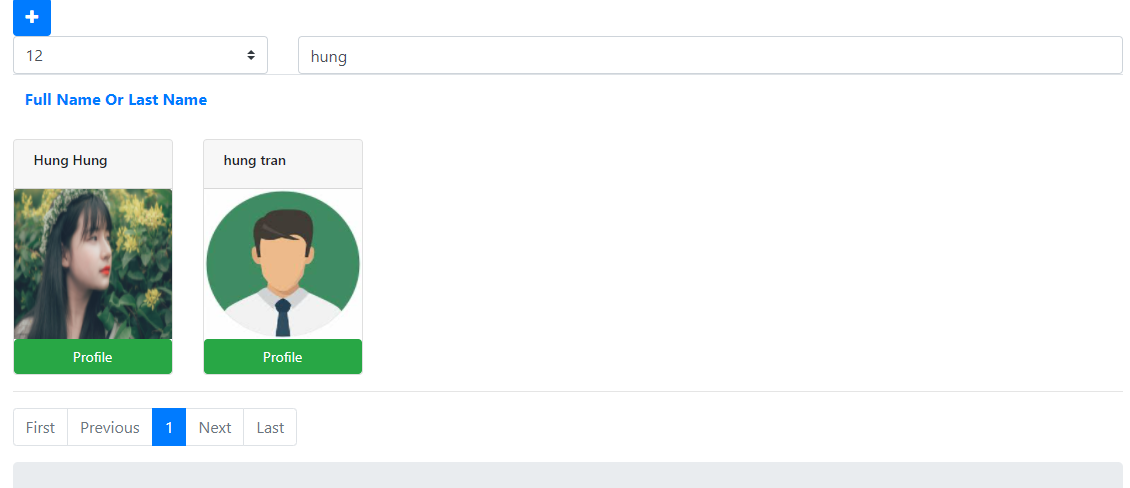 12
hung
Full Name Or Last Name
Hung Hung
hung tran
Profile
Profile
First Previous 1 Next Last